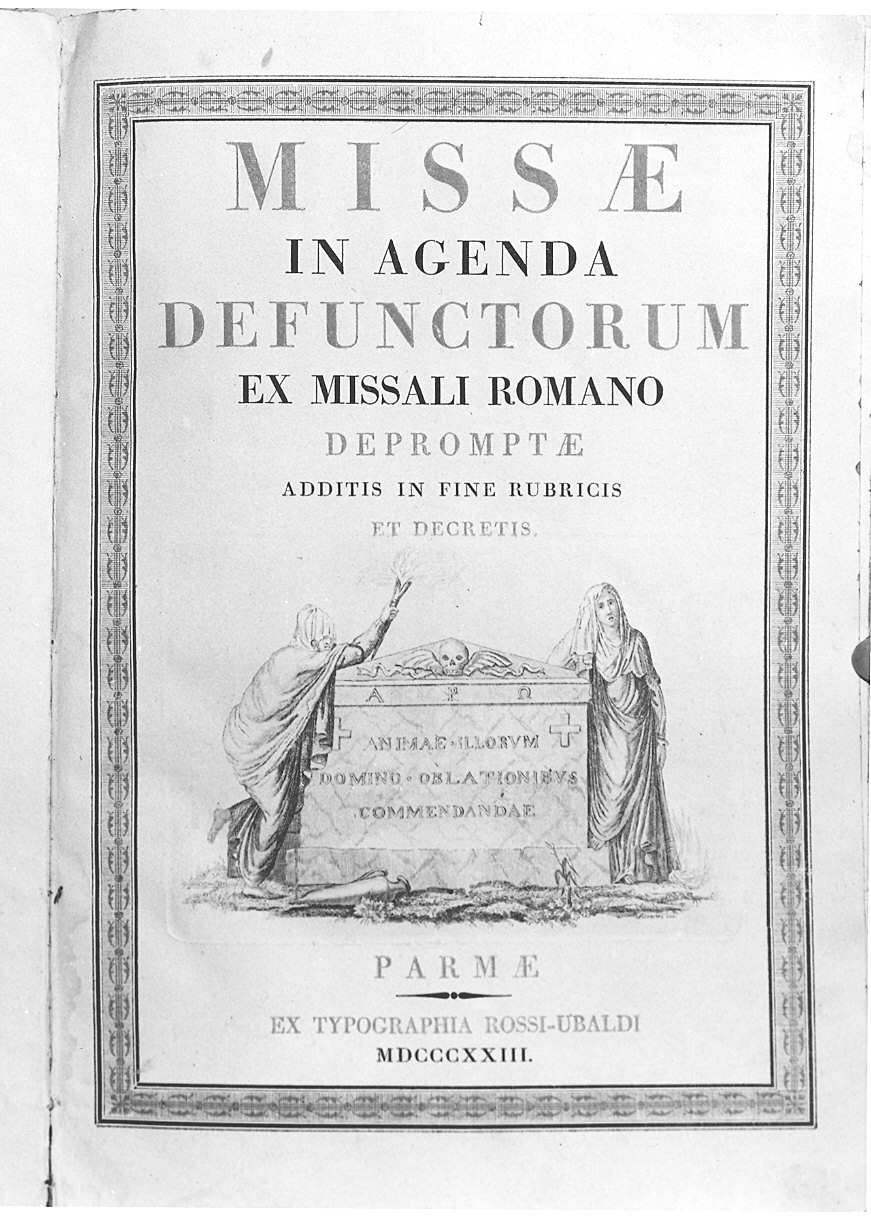 MISSÆ
IN AGENDA
DEFUNCTORUM
EX MISSALI ROMANO
DEPROMPTÆ
ADDITIS IN FINE RUBRICIS
ET DECRETIS.
A ⳩ Ω
ANIMAE · ILLORVM
DOMINO · OBLATIONIBVS
COMMENDANDAE
PARMÆ
EX TYPOGRAPHIA ROSSI-UBALDI
MDCCCXXIII.